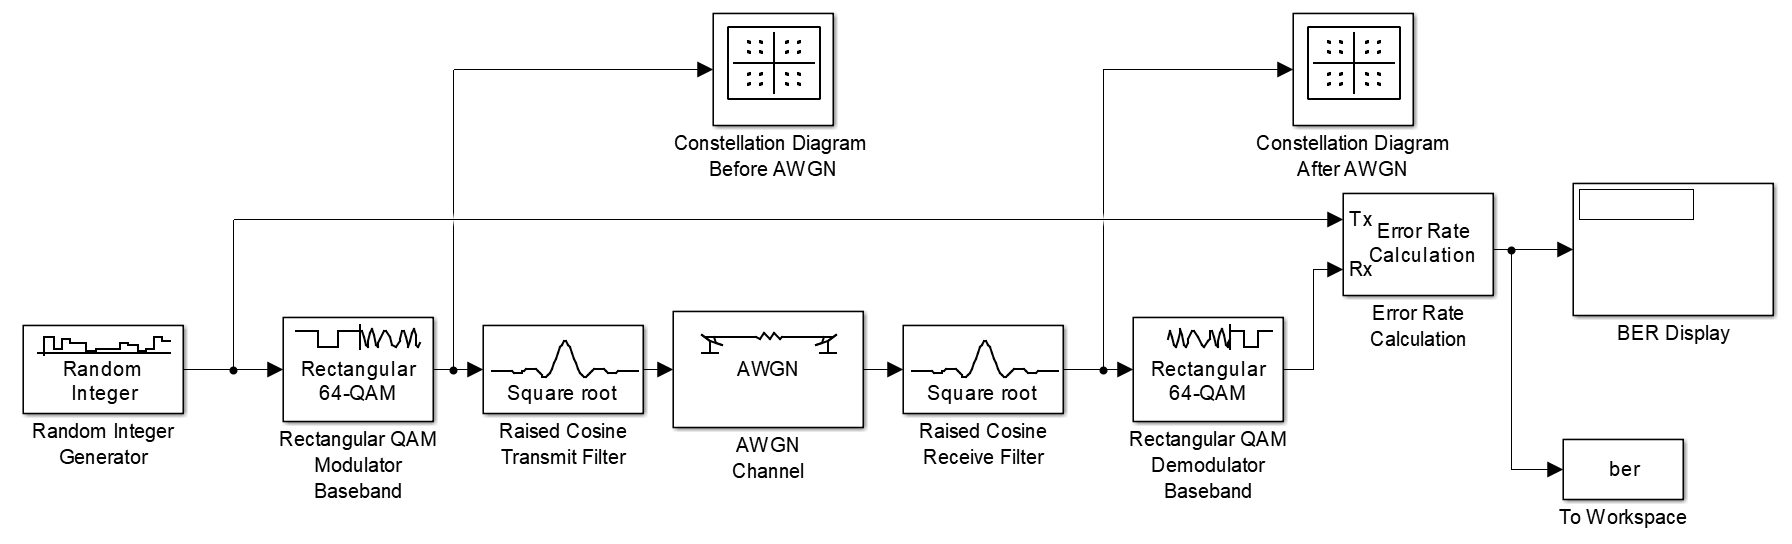 Constellation Diagram
Before AWGN
Constellation Diagram
After AWGN
Tx
Rx
Error Rate
Calculation
Error Rate
Calculation
BER Display
Random
Integer
Random Integer
Generator
Rectangular
64-QAM
Rectangular QAM
Modulator
Baseband
Square root
Raised Cosine
Transmit Filter
AWGN
AWGN
Channel
Square root
Raised Cosine
Receive Filter
Rectangular
64-QAM
Rectangular QAM
Demodulator
Baseband
ber
To Workspace